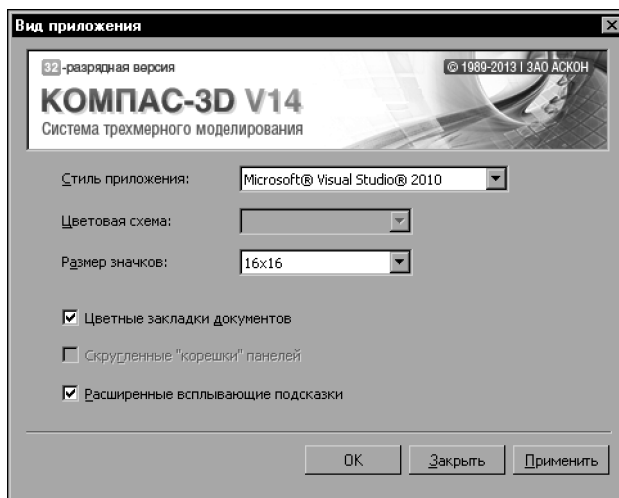 Вид приложения
32-разрядная версия
© 1989-2013 I ЗАО АСКОН
КОМПАС-3D V14
Система трехмерного моделирования
Стиль приложения: Microsoft® Visual Studio® 2010
Цветовая схема:
Размер значков: 16x16
Цветные закладки документов
Скругленные "корешки" панелей
Расширенные всплывающие подсказки
OK Закрыть Применить